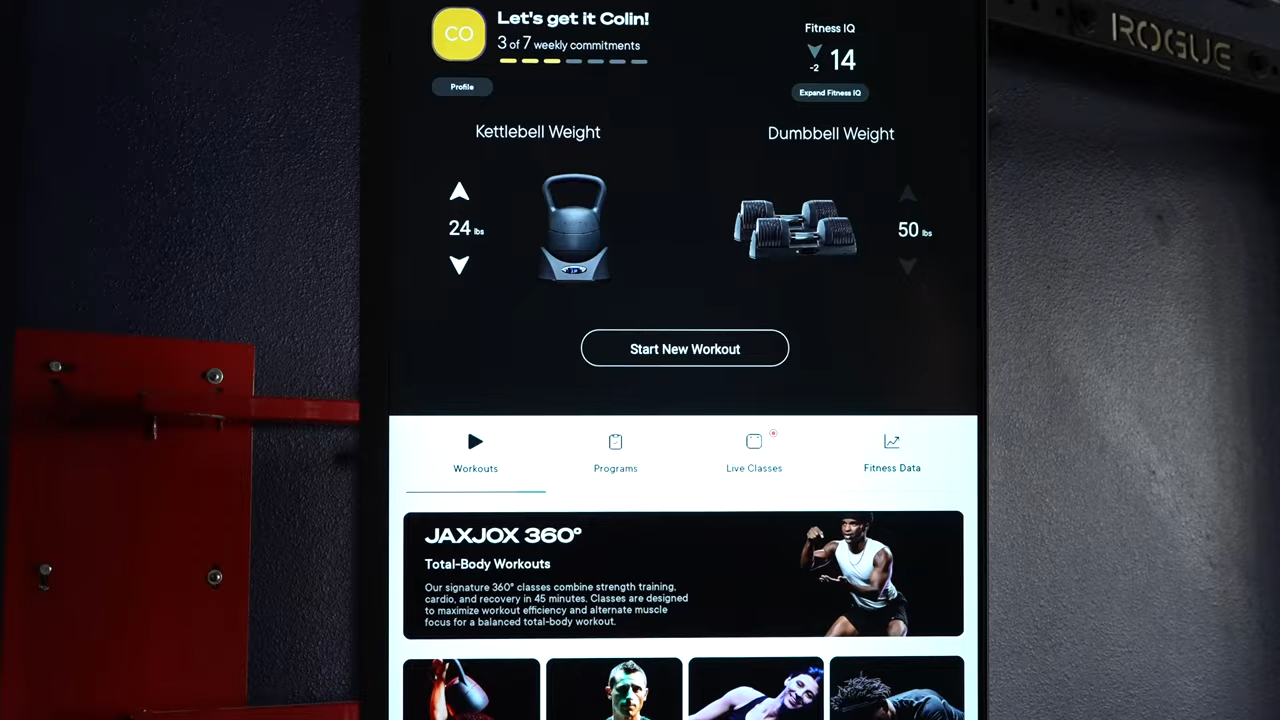 CO
Let's get it Colin!
3 of 7 weekly commitments
Profile
Fitness IQ
-2 14
Expand Fitness IQ
ROGUE
Kettlebell Weight
Dumbbell Weight
24 lbs
50 lbs
Start New Workout
Workouts
Programs
Live Classes
Fitness Data
JAXJOX 360°
Total-Body Workouts
Our signature 360° classes combine strength training,
cardio, and recovery in 45 minutes. Classes are designed
to maximize workout efficiency and alternate muscle
focus for a balanced total-body workout.